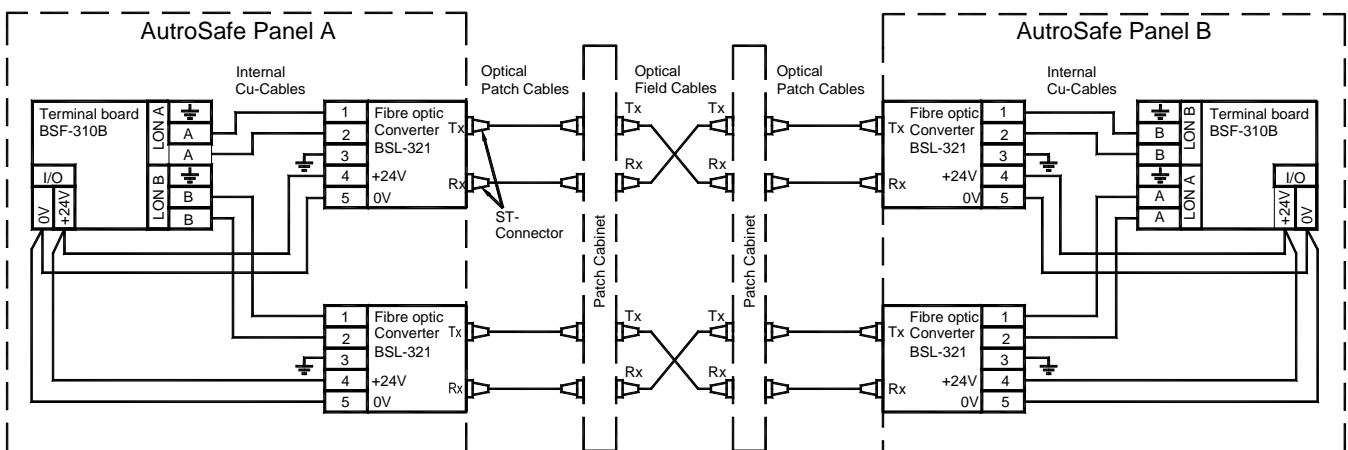 AutroSafe Panel A
AutroSafe Panel B
Internal
Cu-Cables
Optical
Patch Cables
Optical
Field Cables
Optical
Patch Cables
Internal
Cu-Cables
Terminal board
BSF-310B
LON A
A
A
LON B
B
B
I/O
0V
+24V
1
2
3
4
5
Fibre optic
Converter
BSL-321
+24V
0V
Tx
Rx
ST-
Connector
Patch Cabinet
Tx
Rx
Tx
Rx
Patch Cabinet
Tx
Rx
Fibre optic
Converter
BSL-321
+24V
0V
1
2
3
4
5
LON B
B
B
LON A
A
A
Terminal board
BSF-310B
I/O
+24V
0V
1
2
3
4
5
Fibre optic
Converter
BSL-321
+24V
0V
Tx
Rx
Tx
Rx
Tx
Rx
Tx
Rx
Fibre optic
Converter
BSL-321
+24V
0V
1
2
3
4
5